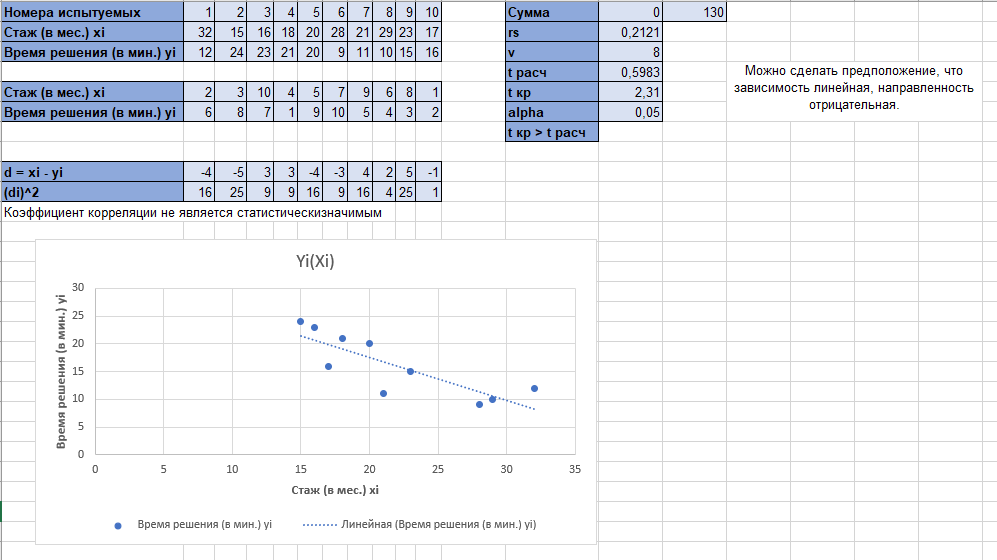 Номера испытуемых 1 2 3 4 5 6 7 8 9 10 Сумма 0 130
Стаж (в мес.) xi 32 15 16 18 20 28 21 29 23 17 rs 0,2121
Время решения (в мин.) yi 12 24 23 21 20 9 11 10 15 16 v 8
t расч 0,5983
Можно сделать предположение, что
зависимость линейная, направленность
отрицательная.
Стаж (в мес.) xi 2 3 10 4 5 7 9 6 8 1 t кр 2,31
Время решения (в мин.) yi 6 8 7 1 9 10 5 4 3 2 alpha 0,05
t кр > t расч
d = xi - yi -4 -5 3 3 -4 -3 4 2 5 -1
(di)^2 16 25 9 9 16 9 16 4 25 1
Коэффициент корреляции не является статистическизначимым
Yi(Xi)
Время решения (в мин.) yi
30
25
20
15
10
5
0
0 5 10 15 20 25 30 35
Стаж (в мес.) xi
Время решения (в мин.) yi Линейная (Время решения (в мин.) yi)